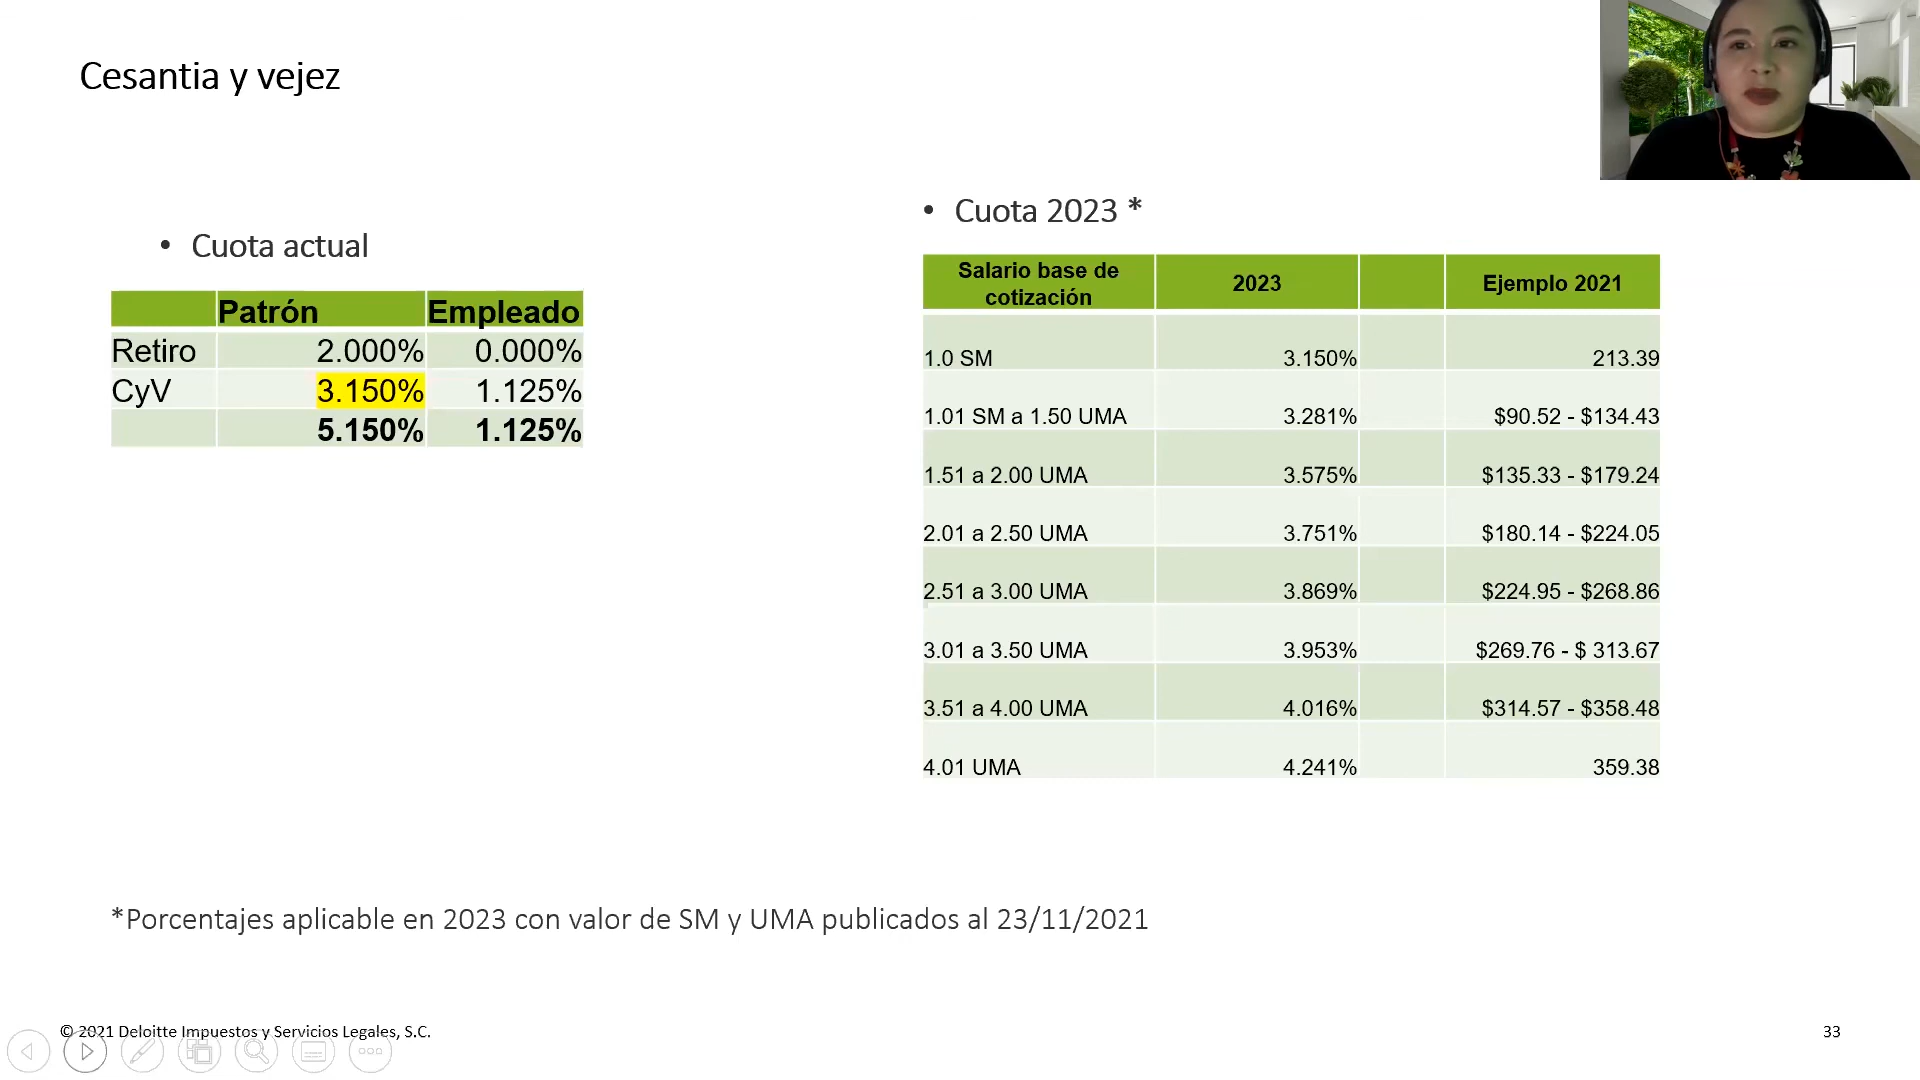 Cesantia y vejez
• Cuota actual
Patrón Empleado
Retiro 2.000% 0.000%
CyV 3.150% 1.125%
5.150% 1.125%
• Cuota 2023 *
Salario base de cotización 2023 Ejemplo 2021
1.0 SM 3.150% 213.39
1.01 SM a 1.50 UMA 3.281% $90.52 - $134.43
1.51 a 2.00 UMA 3.575% $135.33 - $179.24
2.01 a 2.50 UMA 3.751% $180.14 - $224.05
2.51 a 3.00 UMA 3.869% $224.95 - $268.86
3.01 a 3.50 UMA 3.953% $269.76 - $ 313.67
3.51 a 4.00 UMA 4.016% $314.57 - $358.48
4.01 UMA 4.241% 359.38
*Porcentajes aplicable en 2023 con valor de SM y UMA publicados al 23/11/2021
© 2021 Deloitte Impuestos y Servicios Legales, S.C.
33